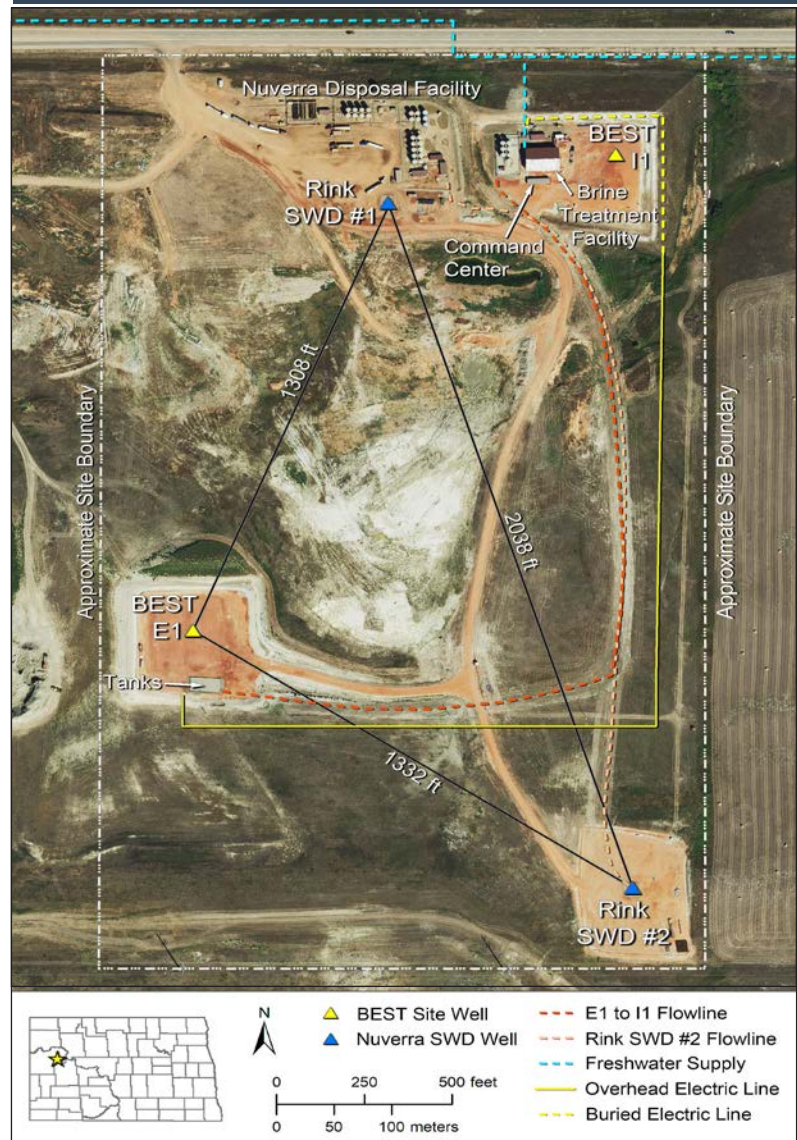 Nuverra Disposal Facility
BEST
I1
Rink
SWD #1
Brine
Treatment
Facility
Command
Center
1308 ft
2038 ft
Approximate Site Boundary
Approximate Site Boundary
BEST
E1
Tanks
1332 ft
Rink
SWD #2
N
BEST Site Well
Nuverra SWD Well
0 250 500 feet
0 50 100 meters
E1 to I1 Flowline
Rink SWD #2 Flowline
Freshwater Supply
Overhead Electric Line
Buried Electric Line